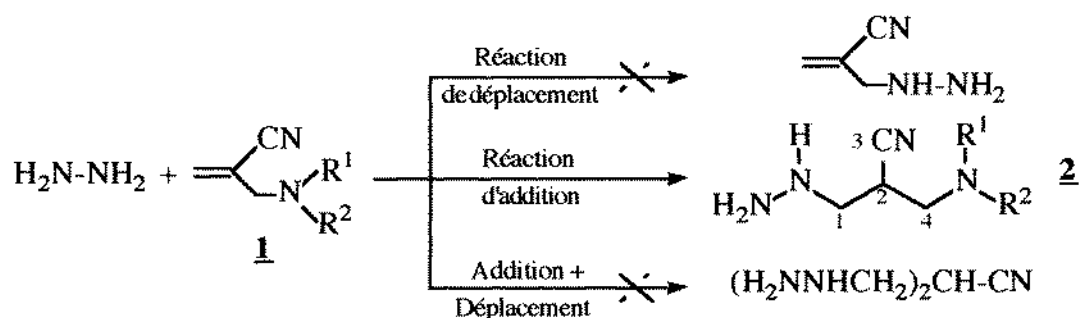 Réaction
de déplacement
CN
NH-NH₂
H₂N-NH₂ + CN N R¹ R²
1
Réaction
d'addition
H H₂N N 1 2 3 CN 4 N R¹ R²
2
Addition +
Déplacement
(H₂NNHCH₂)₂CH-CN